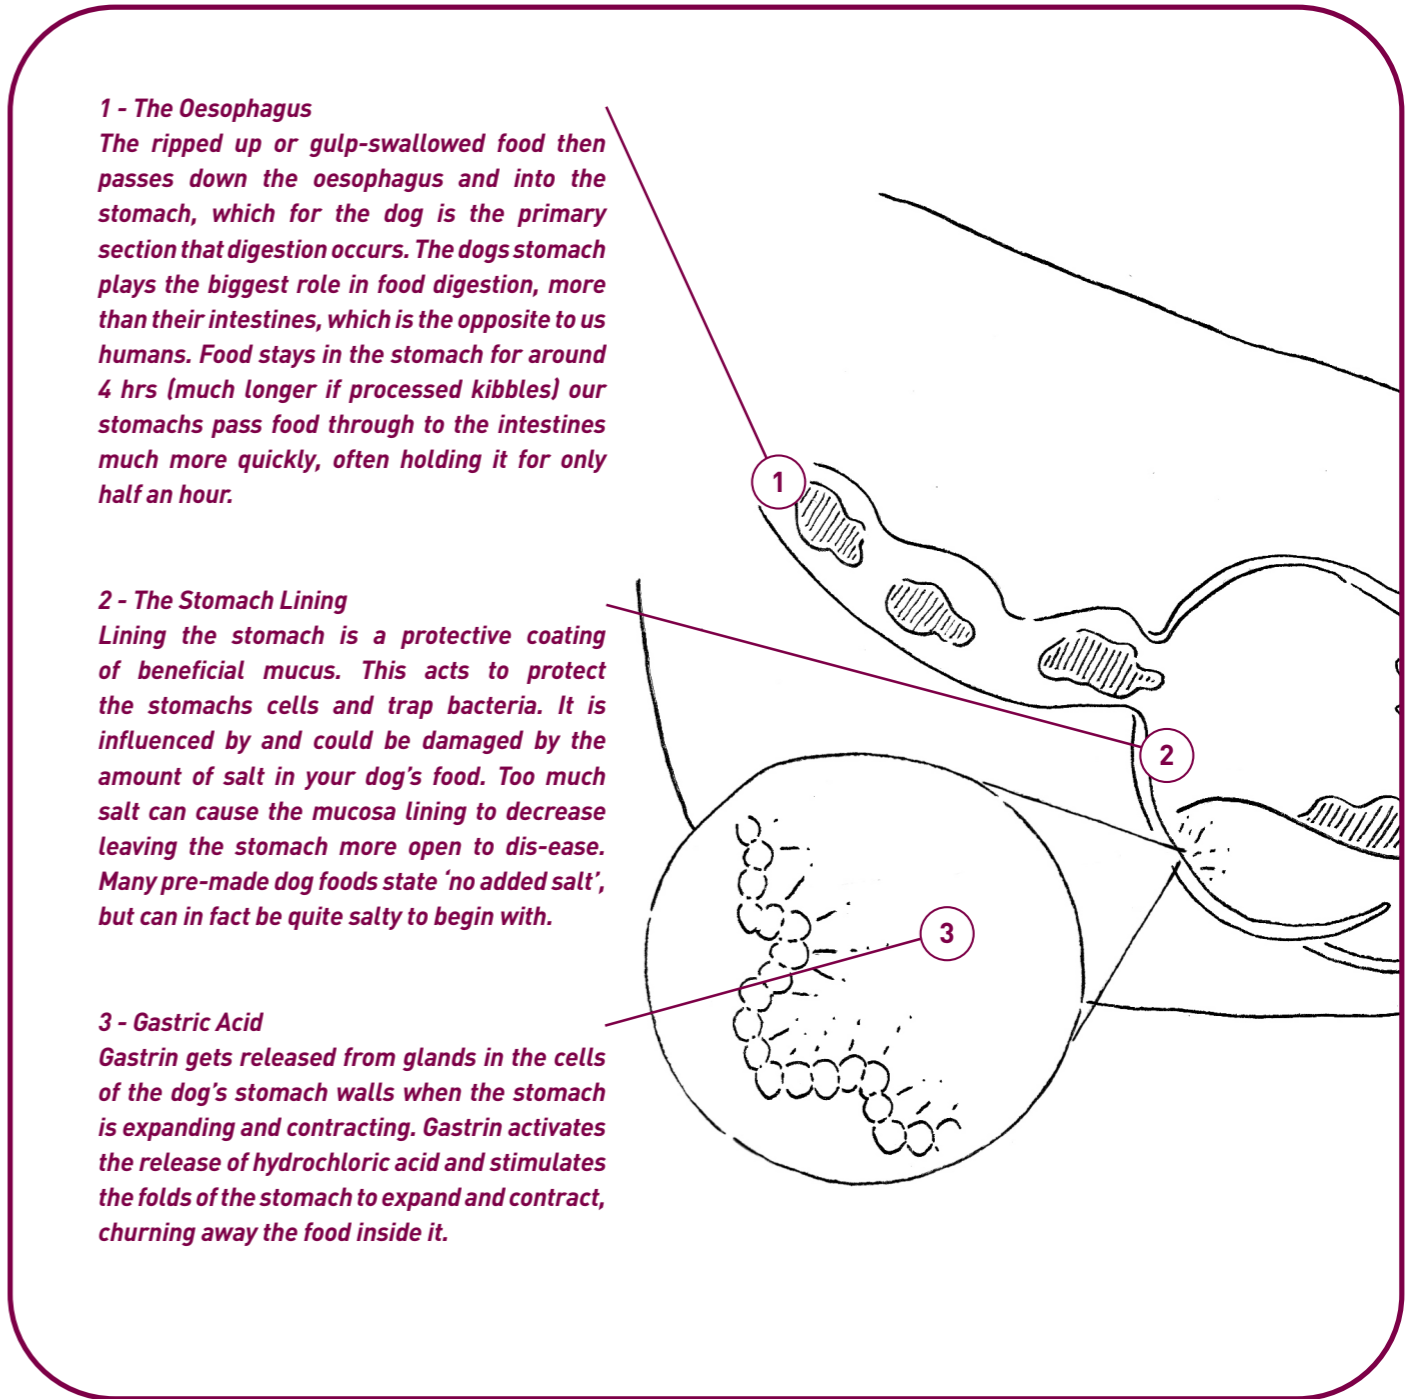 1 - The Oesophagus
The ripped up or gulp-swallowed food then
passes down the oesophagus and into the
stomach, which for the dog is the primary
section that digestion occurs. The dogs stomach
plays the biggest role in food digestion, more
than their intestines, which is the opposite to us
humans. Food stays in the stomach for around
4 hrs (much longer if processed kibbles) our
stomachs pass food through to the intestines
much more quickly, often holding it for only
half an hour.
2 - The Stomach Lining
Lining the stomach is a protective coating
of beneficial mucus. This acts to protect
the stomachs cells and trap bacteria. It is
influenced by and could be damaged by the
amount of salt in your dog’s food. Too much
salt can cause the mucosa lining to decrease
leaving the stomach more open to dis-ease.
Many pre-made dog foods state ‘no added salt’,
but can in fact be quite salty to begin with.
3 - Gastric Acid
Gastrin gets released from glands in the cells
of the dog’s stomach walls when the stomach
is expanding and contracting. Gastrin activates
the release of hydrochloric acid and stimulates
the folds of the stomach to expand and contract,
churning away the food inside it.
1
2
3